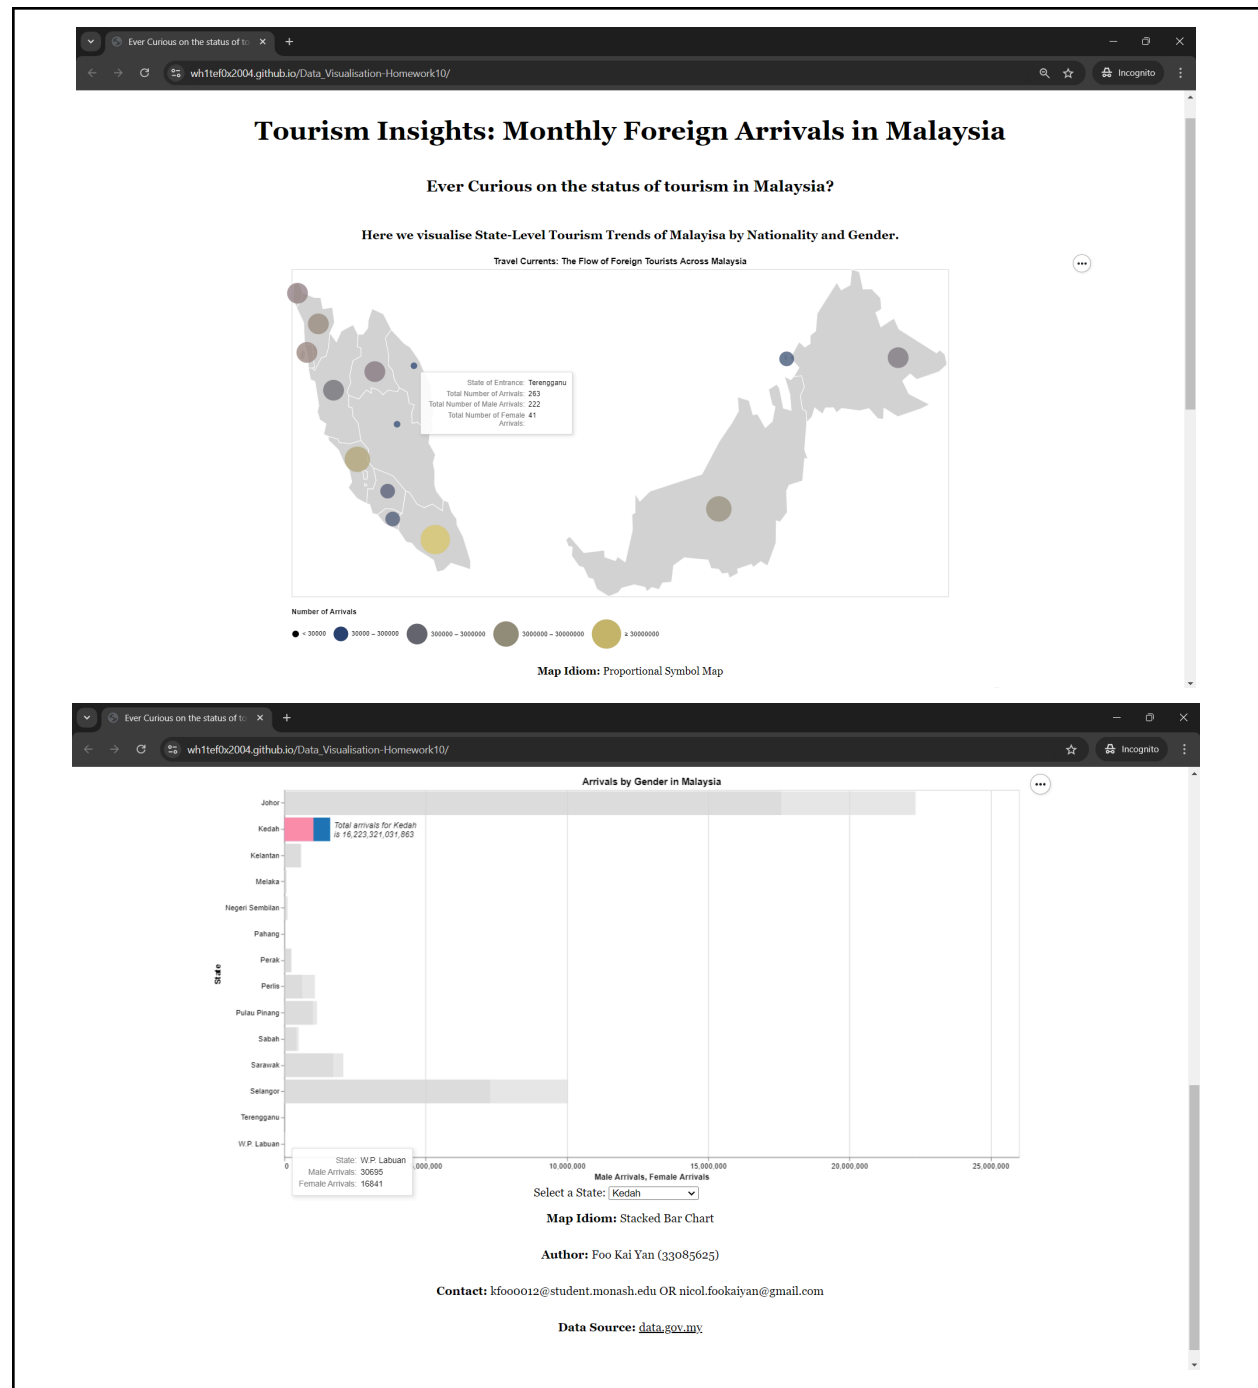 Ever Curious on the status of to
wh1tef0x2004.github.io/Data_Visualisation-Homework10/
Incognito
Tourism Insights: Monthly Foreign Arrivals in Malaysia
Ever Curious on the status of tourism in Malaysia?
Here we visualise State-Level Tourism Trends of Malayisa by Nationality and Gender.
Travel Currents: The Flow of Foreign Tourists Across Malaysia
State of Entrance: Terengganu
Total Number of Arrivals: 263
Total Number of Male Arrivals: 222
Total Number of Female 41
Arrivals:
Number of Arrivals
< 30000 30000 – 300000 300000 – 3000000 3000000 – 30000000 ≥ 30000000
Map Idiom: Proportional Symbol Map
Ever Curious on the status of to
wh1tef0x2004.github.io/Data_Visualisation-Homework10/
Incognito
Arrivals by Gender in Malaysia
Johor
Kedah
Total arrivals for Kedah
is 16,223,321,031,863
Kelantan
Melaka
Negeri Sembilan
Pahang
Perak
State
Perlis
Pulau Pinang
Sabah
Sarawak
Selangor
Terengganu
W.P. Labuan
State: W.P. Labuan
Male Arrivals: 30695
Female Arrivals: 16841
0 ,000,000 10,000,000 15,000,000 20,000,000 25,000,000
Male Arrivals, Female Arrivals
Select a State: Kedah
Map Idiom: Stacked Bar Chart
Author: Foo Kai Yan (33085625)
Contact: kfoo0012@student.monash.edu OR nicol.fookaiyan@gmail.com
Data Source: data.gov.my